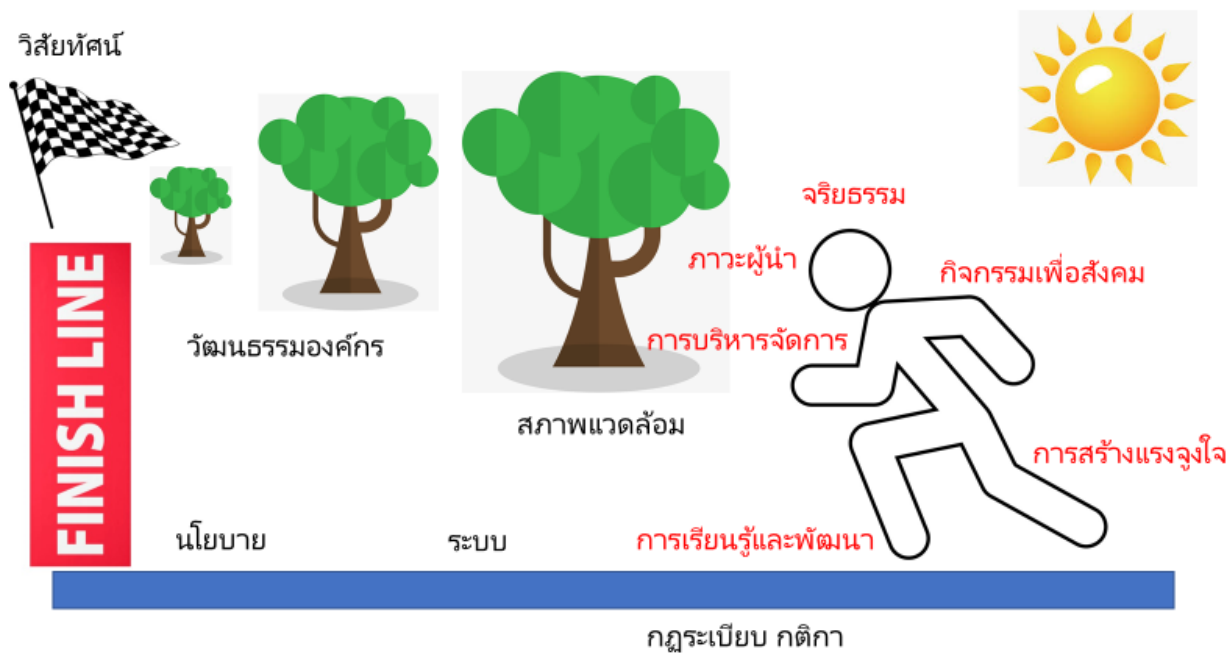 วิสัยทัศน์
FINISH LINE
วัฒนธรรมองค์กร
สภาพแวดล้อม
จริยธรรม
ภาวะผู้นำ
กิจกรรมเพื่อสังคม
การบริหารจัดการ
การสร้างแรงจูงใจ
นโยบาย
ระบบ
การเรียนรู้และพัฒนา
กฏระเบียบ กติกา